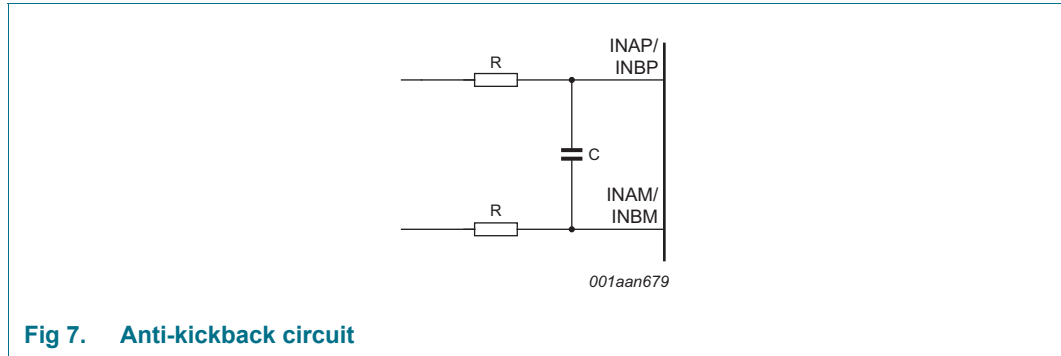 INAP/
INBP
R
C
INAM/
INBM
R
001aan679
Fig 7. Anti-kickback circuit